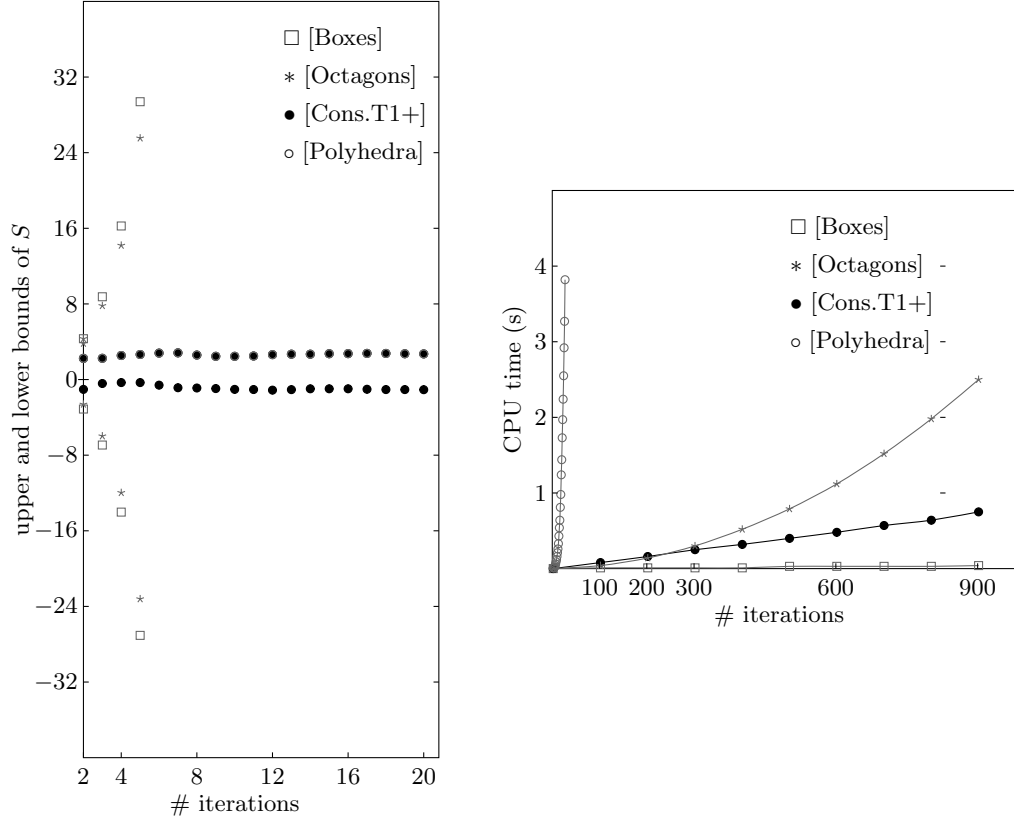 [Boxes]
[Octagons]
[Cons.T1+]
[Polyhedra]
upper and lower bounds of S
32
24
16
8
0
−8
−16
−24
−32
2 4 8 12 16 20
# iterations
[Boxes]
[Octagons]
[Cons.T1+]
[Polyhedra]
CPU time (s)
4
3
2
1
100 200 300 600 900
# iterations